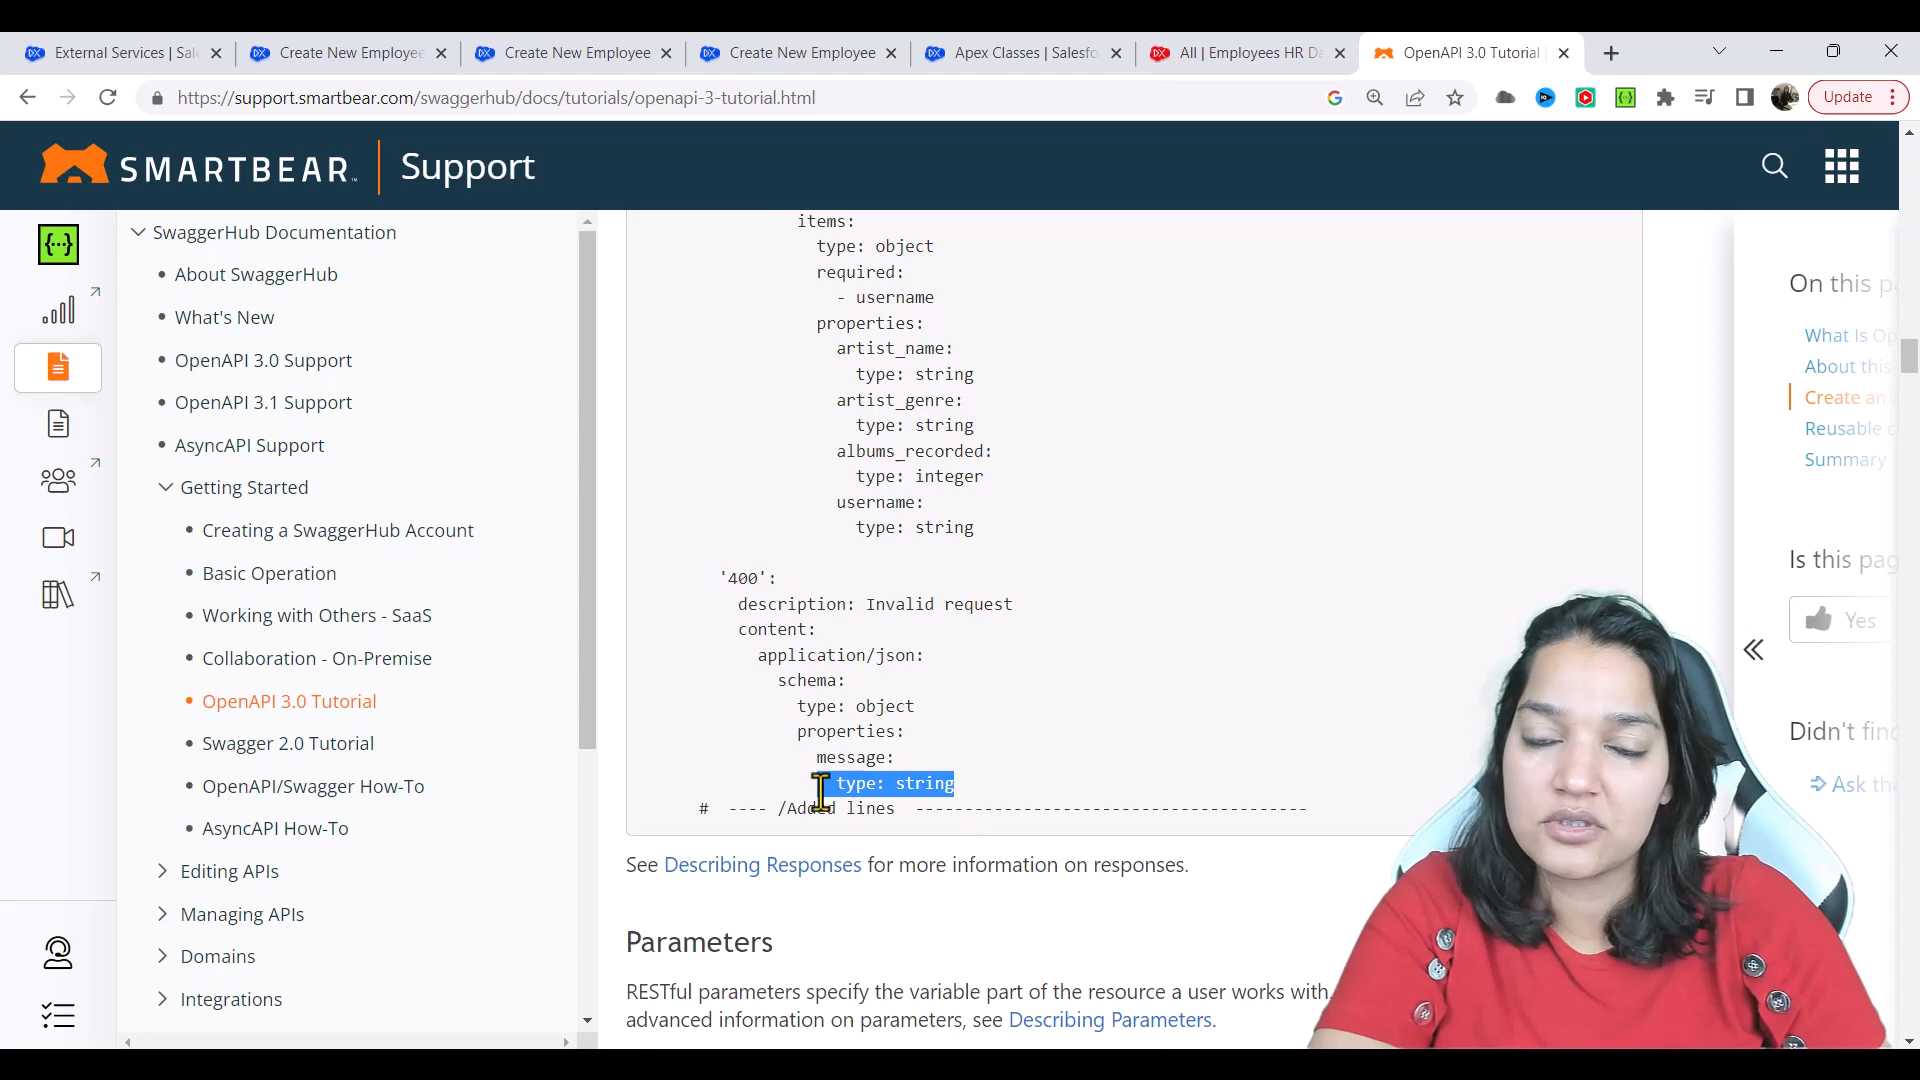 External Services | Sal
Create New Employee
Create New Employee
Create New Employee
Apex Classes | Salesfo
All | Employees HR Da
OpenAPI 3.0 Tutorial
https://support.smartbear.com/swaggerhub/docs/tutorials/openapi-3-tutorial.html
Update
SMARTBEAR
Support
SwaggerHub Documentation
About SwaggerHub
What's New
OpenAPI 3.0 Support
OpenAPI 3.1 Support
AsyncAPI Support
Getting Started
Creating a SwaggerHub Account
Basic Operation
Working with Others - SaaS
Collaboration - On-Premise
OpenAPI 3.0 Tutorial
Swagger 2.0 Tutorial
OpenAPI/Swagger How-To
AsyncAPI How-To
Editing APIs
Managing APIs
Domains
Integrations
items:
type: object
required:
- username
properties:
artist_name:
type: string
artist_genre:
type: string
albums_recorded:
type: integer
username:
type: string
'400':
description: Invalid request
content:
application/json:
schema:
type: object
properties:
message:
type: string
# ---- /Added lines ----------------------------------------
See Describing Responses for more information on responses.
Parameters
RESTful parameters specify the variable part of the resource a user works with.
advanced information on parameters, see Describing Parameters.
On this pa
What Is Op
About this
Create an
Reusable c
Summary
Is this pag
Yes
Didn't find
Ask the